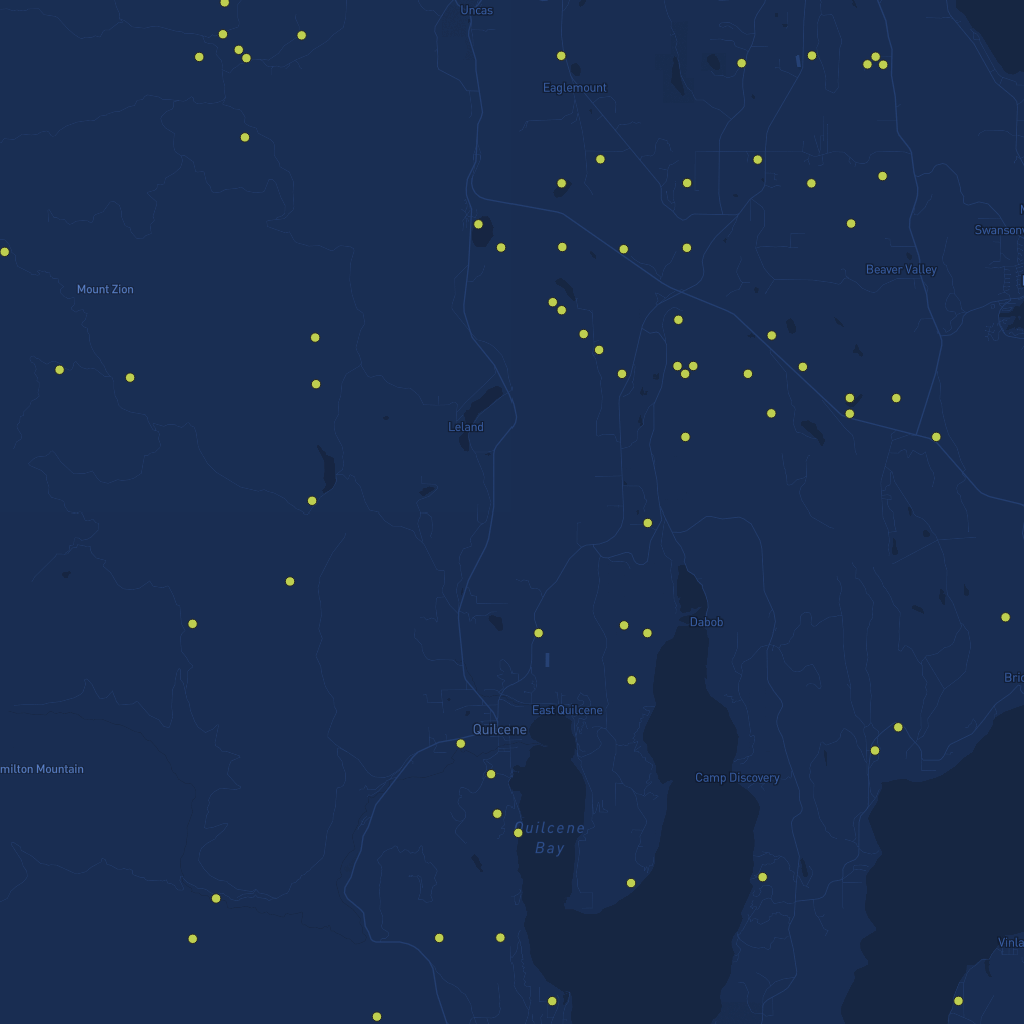 Uncas
Eaglemount
Swansonv
Beaver Valley
Mount Zion
Leland
Dabob
Bric
East Quilcene
Quilcene
milton Mountain
Camp Discovery
Quilcene
Bay
Vinla